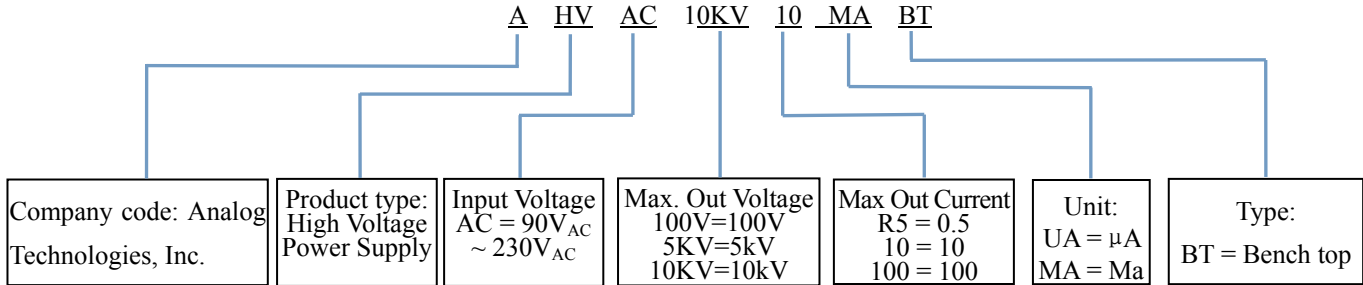 A HV AC 10KV 10 MA BT
Company code: Analog
Technologies, Inc.
Product type:
High Voltage
Power Supply
Input Voltage
AC = 90VAC
~ 230VAC
Max. Out Voltage
100V=100V
5KV=5kV
10KV=10kV
Max Out Current
R5 = 0.5
10 = 10
100 = 100
Unit:
UA = μA
MA = Ma
Type:
BT = Bench top